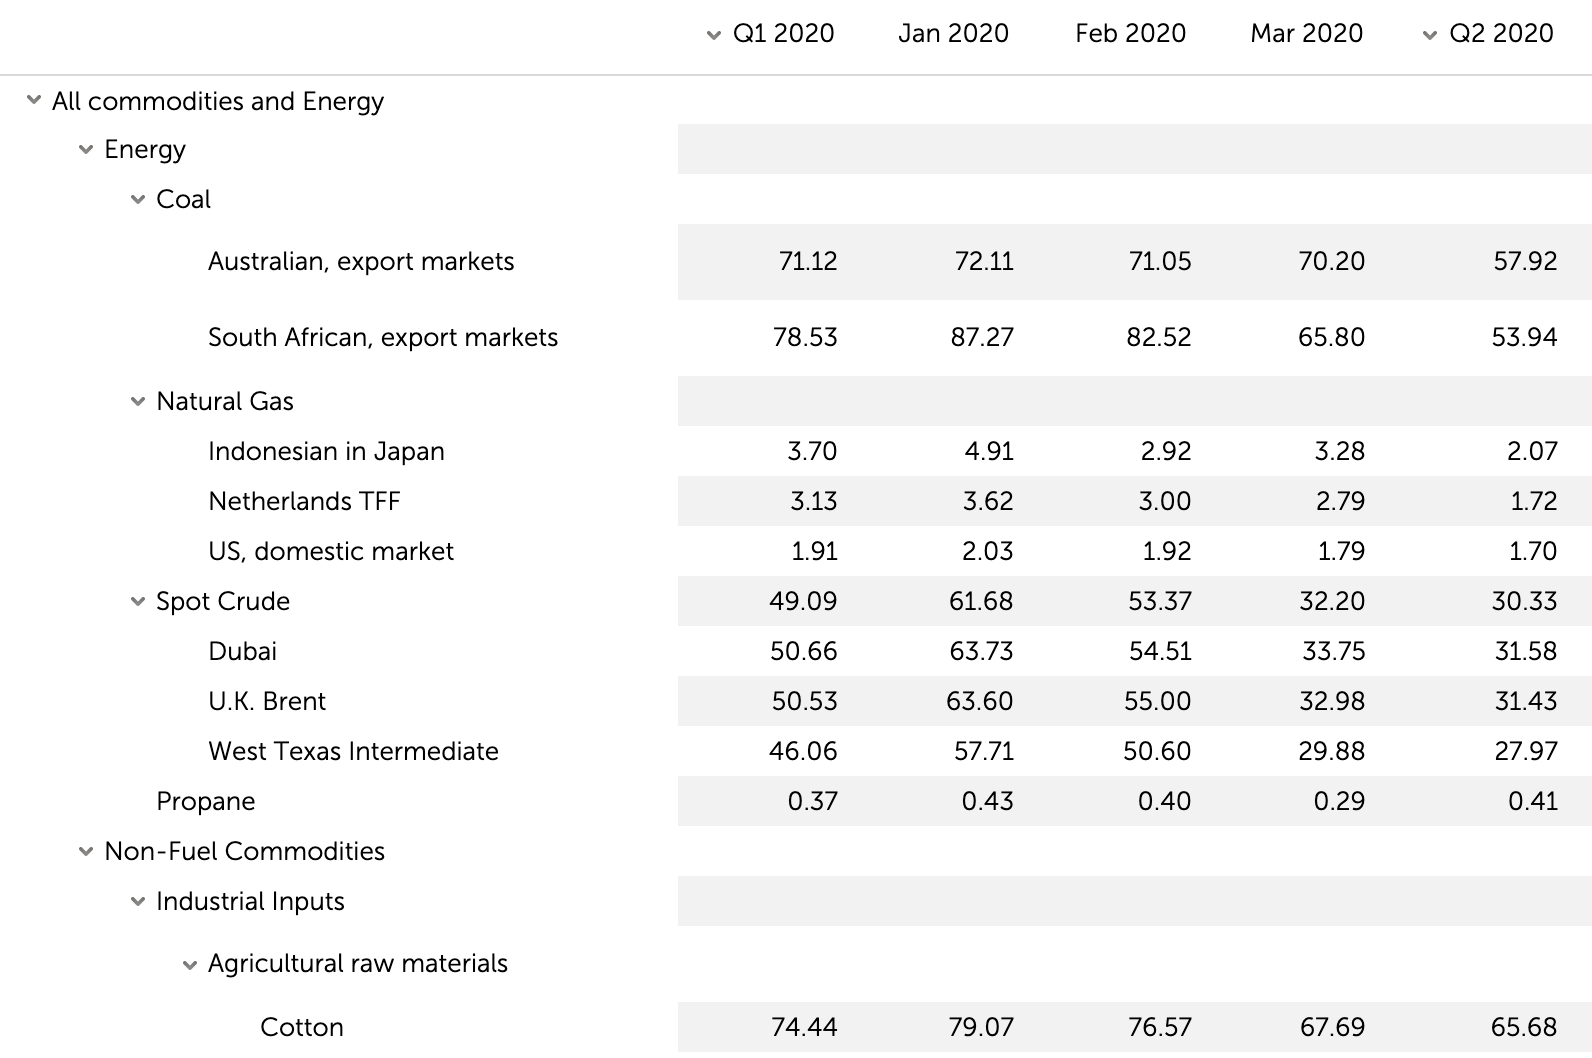 Q1 2020 Jan 2020 Feb 2020 Mar 2020 Q2 2020
All commodities and Energy
Energy
Coal
Australian, export markets 71.12 72.11 71.05 70.20 57.92
South African, export markets 78.53 87.27 82.52 65.80 53.94
Natural Gas
Indonesian in Japan 3.70 4.91 2.92 3.28 2.07
Netherlands TFF 3.13 3.62 3.00 2.79 1.72
US, domestic market 1.91 2.03 1.92 1.79 1.70
Spot Crude 49.09 61.68 53.37 32.20 30.33
Dubai 50.66 63.73 54.51 33.75 31.58
U.K. Brent 50.53 63.60 55.00 32.98 31.43
West Texas Intermediate 46.06 57.71 50.60 29.88 27.97
Propane 0.37 0.43 0.40 0.29 0.41
Non-Fuel Commodities
Industrial Inputs
Agricultural raw materials
Cotton 74.44 79.07 76.57 67.69 65.68